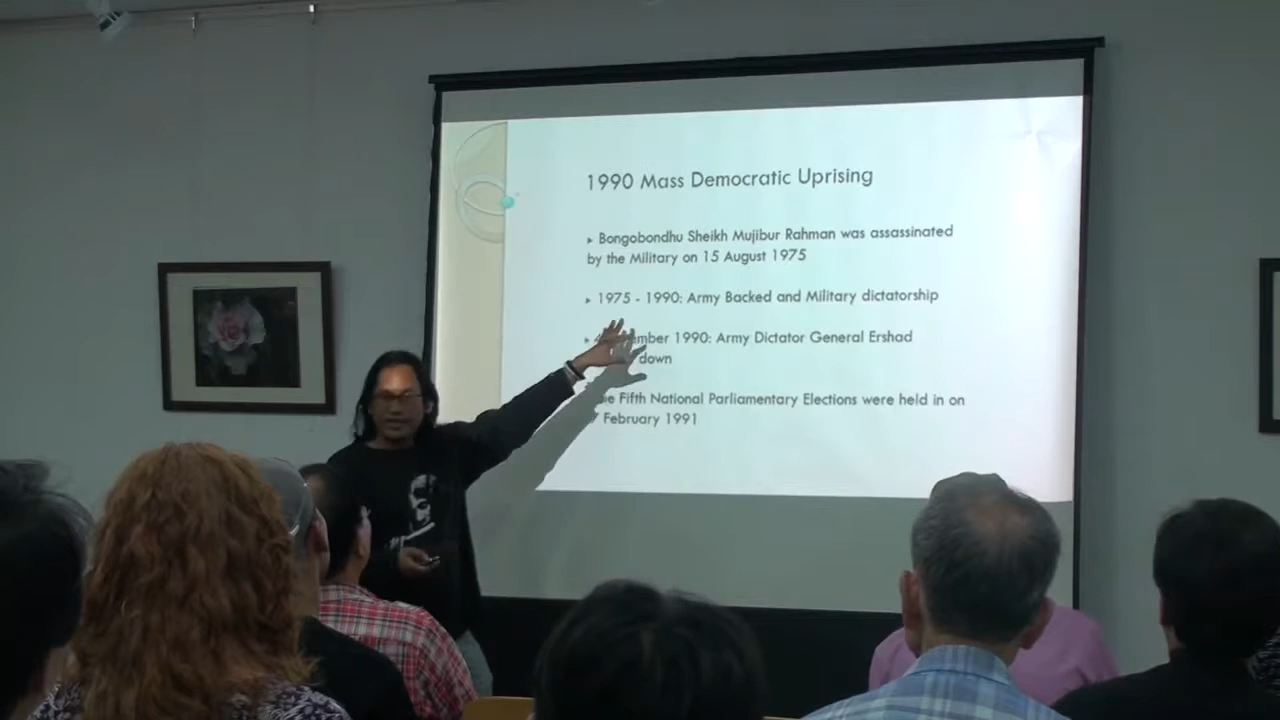 1990 Mass Democratic Uprising
▸ Bongobondhu Sheikh Mujibur Rahman was assassinated
by the Military on 15 August 1975
▸ 1975 - 1990: Army Backed and Military dictatorship
▸ 1990: Army Dictator General Ershad
down
Fifth National Parliamentary Elections were held in on
February 1991